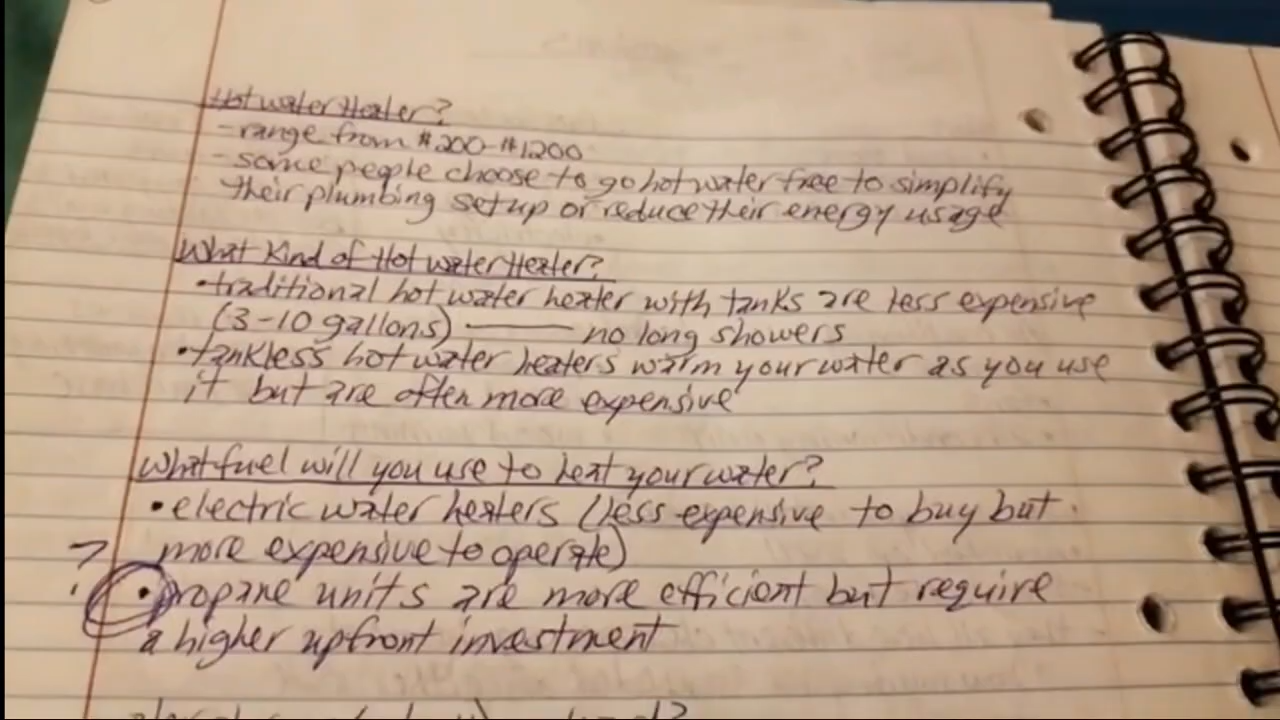 Hot water Heater?
- range from $200-$1200
- some people choose to go hot water free to simplify
their plumbing setup or reduce their energy usage
What Kind of Hot water Heater?
• traditional hot water heater with tanks are less expensive
(3-10 gallons) —— no long showers
• tankless hot water heaters warm your water as you use
it but are often more expensive
What fuel will you use to heat your water?
• electric water heaters (less expensive to buy but
more expensive to operate)
? • propane units are more efficient but require
a higher upfront investment